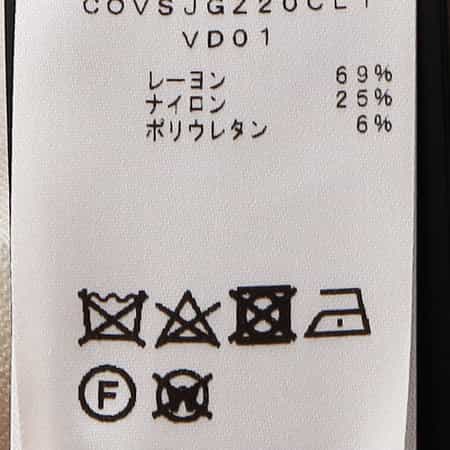 VD01
レーヨン 69%
ナイロン 25%
ポリウレタン 6%
F
W